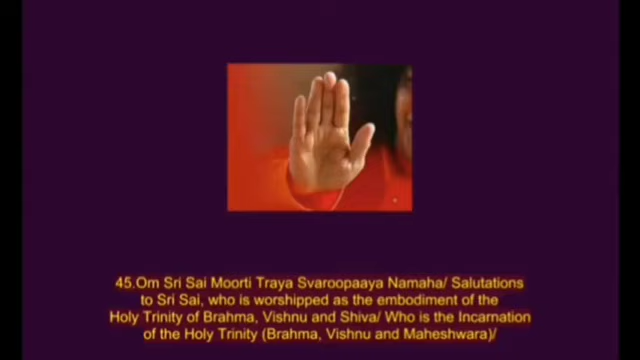 45.Om Sri Sai Moorti Traya Svaroopaaya Namaha/ Salutations
to Sri Sai, who is worshipped as the embodiment of the
Holy Trinity of Brahma, Vishnu and Shiva/ Who is the Incarnation
of the Holy Trinity (Brahma, Vishnu and Maheshwara)/